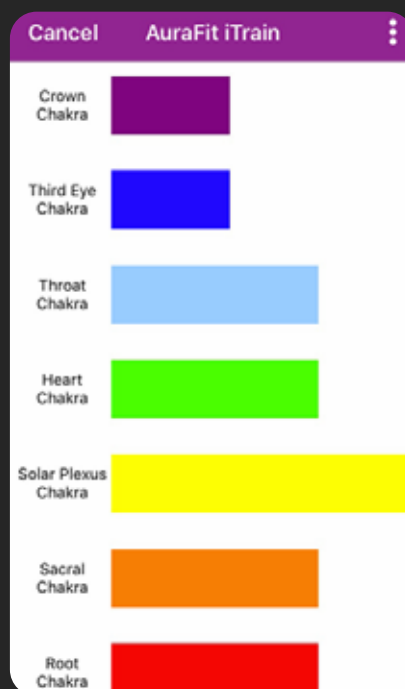 Cancel AuraFit iTrain
Crown
Chakra
Third Eye
Chakra
Throat
Chakra
Heart
Chakra
Solar Plexus
Chakra
Sacral
Chakra
Root
Chakra